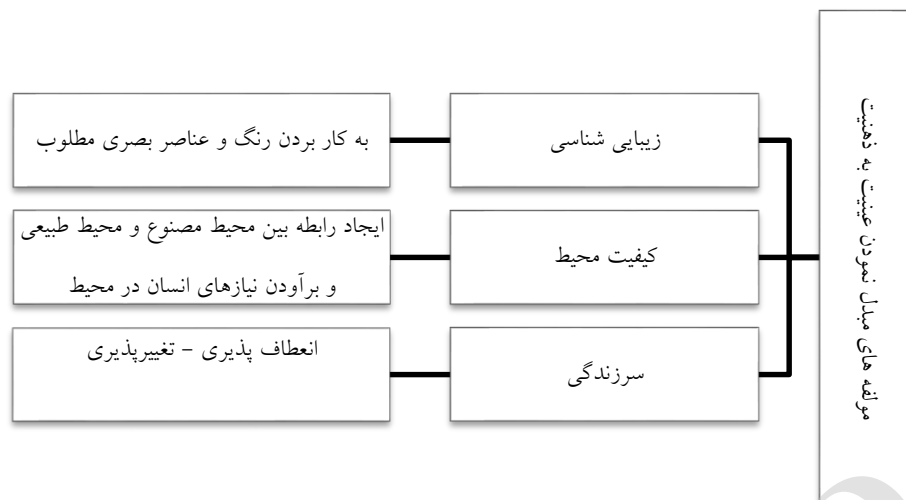 مولفه های مبدل نمودن عینیت به ذهنیت
زیبایی شناسی
به کار بردن رنگ و عناصر بصری مطلوب
کیفیت محیط
ایجاد رابطه بین محیط مصنوع و محیط طبیعی
و برآودن نیازهای انسان در محیط
سرزندگی
انعطاف پذیری - تغییرپذیری